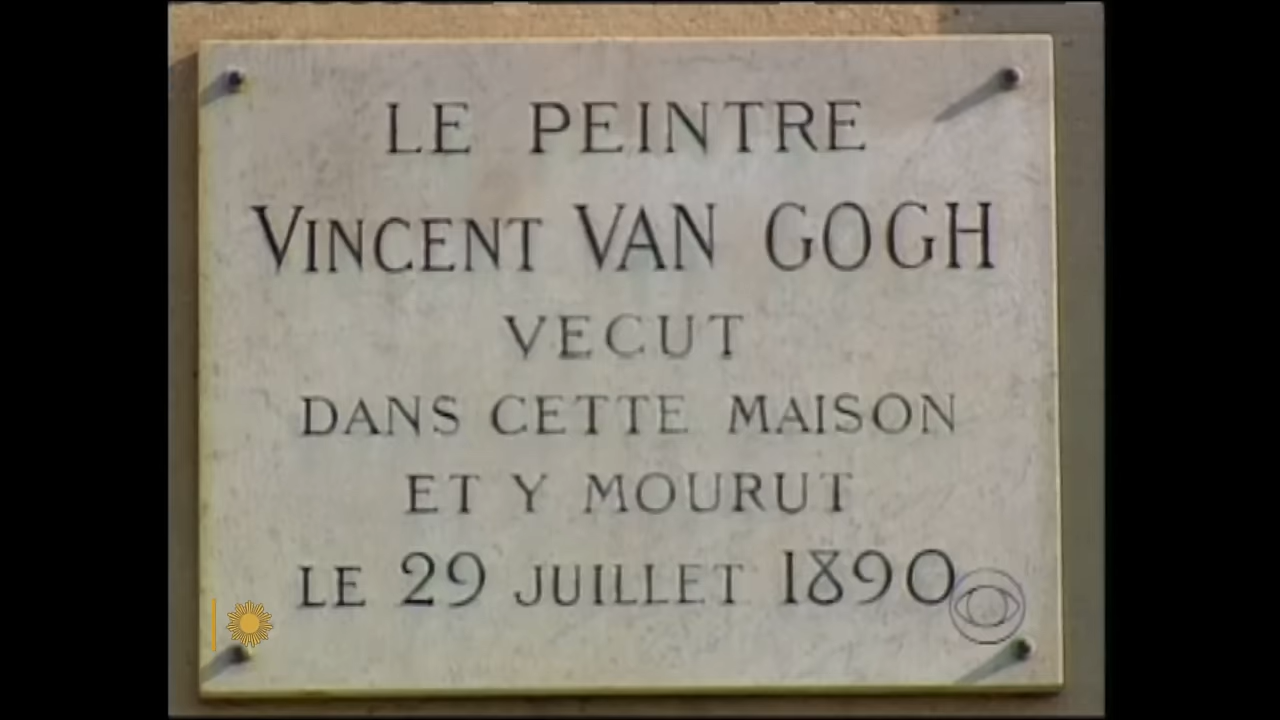 LE PEINTRE
VINCENT VAN GOGH
VECUT
DANS CETTE MAISON
ET Y MOURUT
LE 29 JUILLET 1890